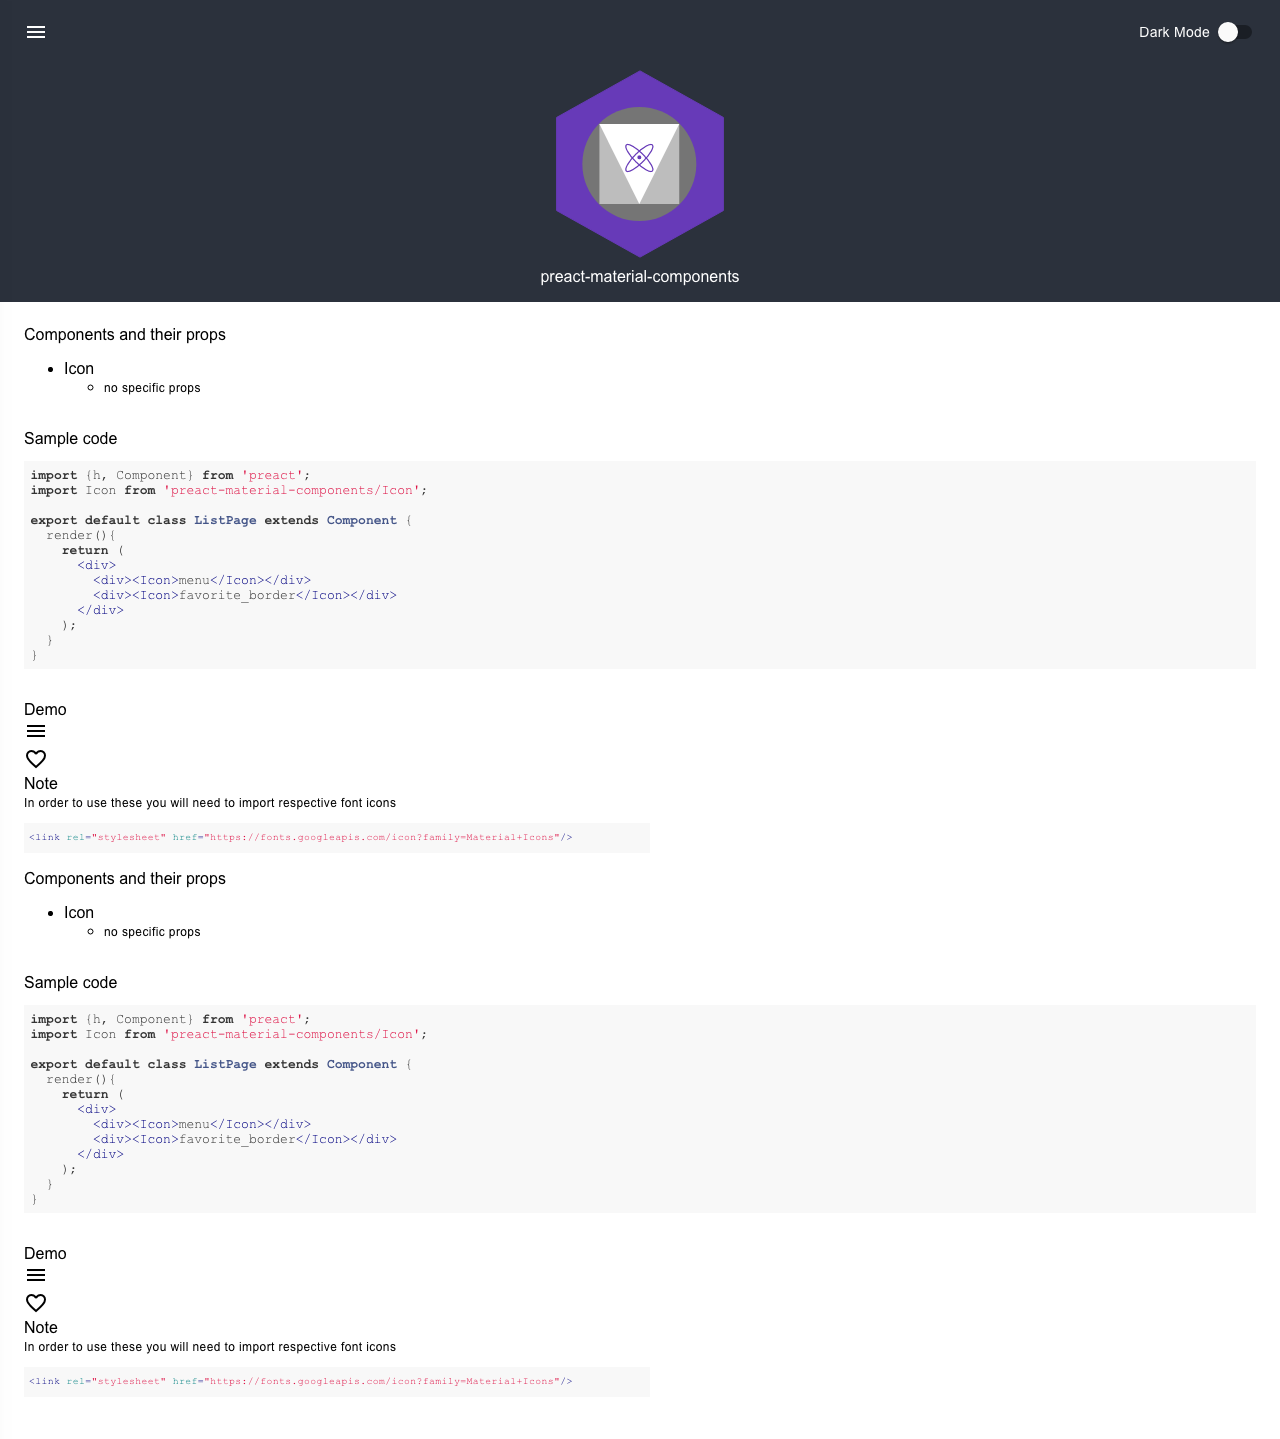 Dark Mode
preact-material-components
Components and their props
Icon
no specific props
Sample code
import {h, Component} from 'preact';
import Icon from 'preact-material-components/Icon';
export default class ListPage extends Component {
  render(){
    return (
      <div>
        <div><Icon>menu</Icon></div>
        <div><Icon>favorite_border</Icon></div>
      </div>
    );
  }
}
Demo
Note
In order to use these you will need to import respective font icons
<link rel="stylesheet" href="https://fonts.googleapis.com/icon?family=Material+Icons"/>
Components and their props
Icon
no specific props
Sample code
import {h, Component} from 'preact';
import Icon from 'preact-material-components/Icon';
export default class ListPage extends Component {
  render(){
    return (
      <div>
        <div><Icon>menu</Icon></div>
        <div><Icon>favorite_border</Icon></div>
      </div>
    );
  }
}
Demo
Note
In order to use these you will need to import respective font icons
<link rel="stylesheet" href="https://fonts.googleapis.com/icon?family=Material+Icons"/>